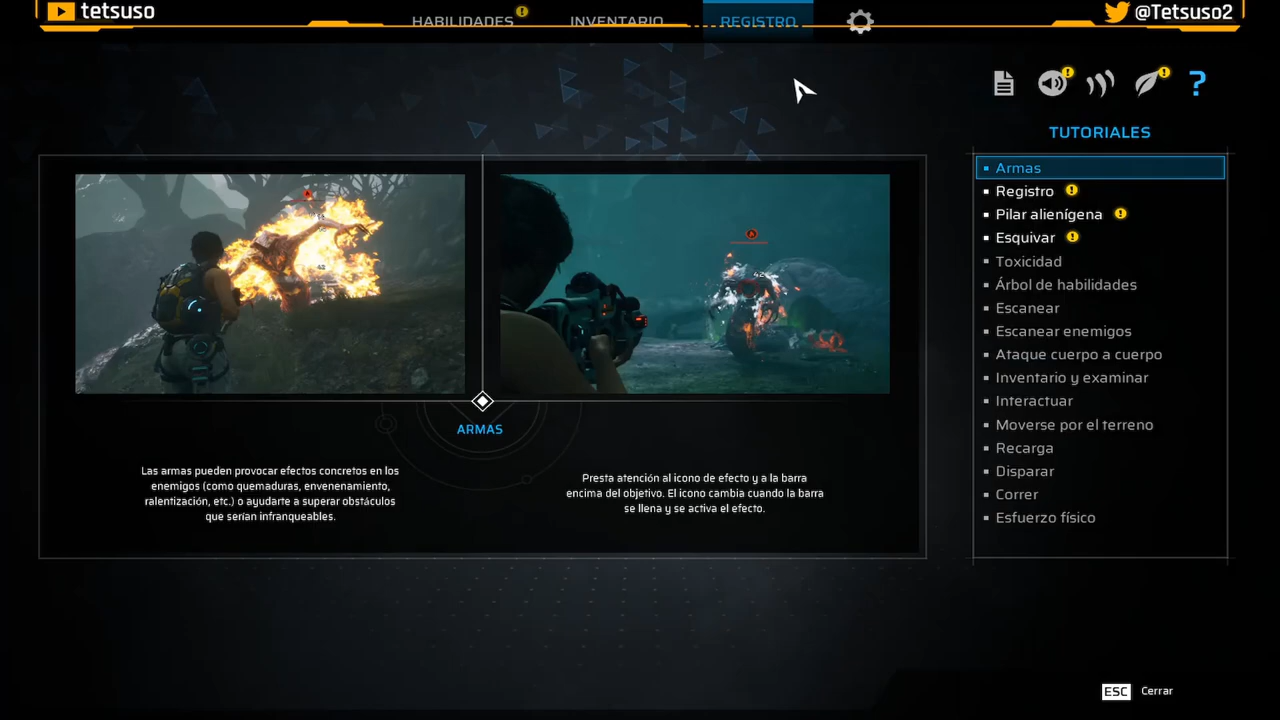 tetsuso
HABILIDADES
INVENTARIO
REGISTRO
@Tetsuso2
?
TUTORIALES
Armas
Registro
Pilar alienígena
Esquivar
Toxicidad
Árbol de habilidades
Escanear
Escanear enemigos
Ataque cuerpo a cuerpo
Inventario y examinar
Interactuar
Moverse por el terreno
Recarga
Disparar
Correr
Esfuerzo físico
42
42
ARMAS
Las armas pueden provocar efectos concretos en los
enemigos (como quemaduras, envenenamiento,
ralentización, etc.) o ayudarte a superar obstáculos
que serían infranqueables.
Presta atención al icono de efecto y a la barra
encima del objetivo. El icono cambia cuando la barra
se llena y se activa el efecto.
ESC Cerrar